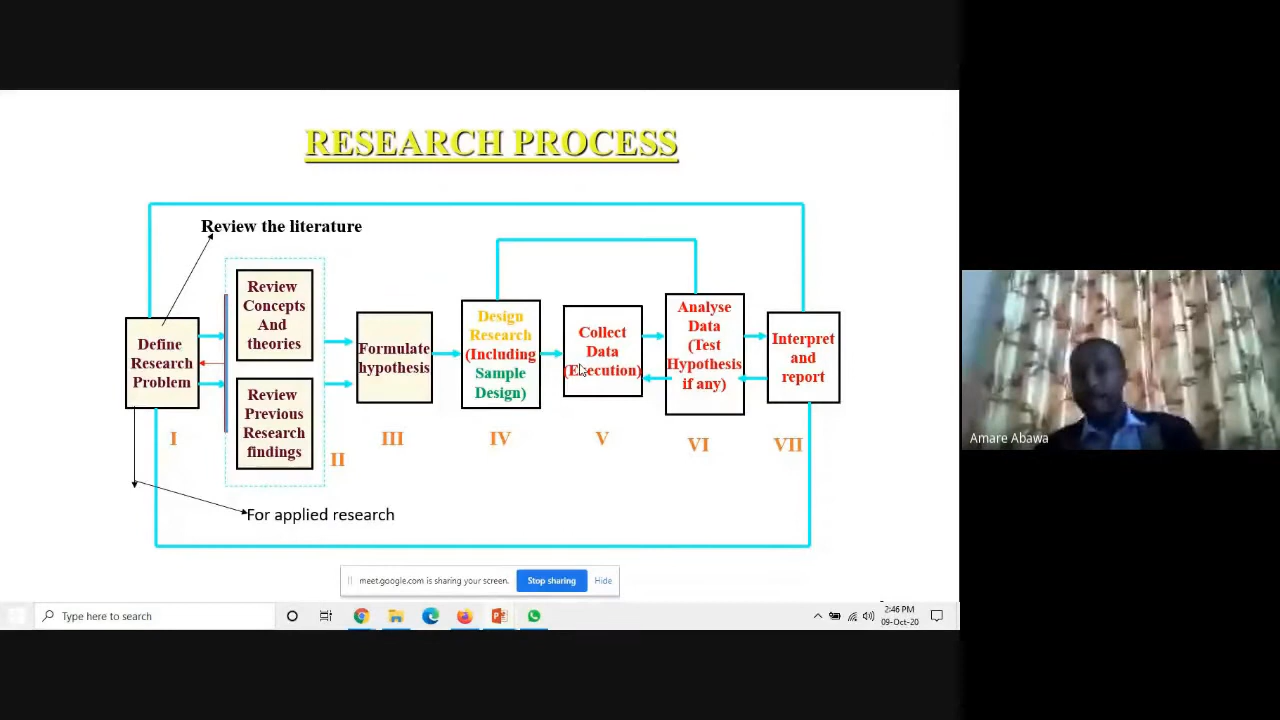 RESEARCH PROCESS
Review the literature
Define
Research
Problem
Review
Concepts
And
theories
Review
Previous
Research
findings
Formulate
hypothesis
Design
Research
(Including
Sample
Design)
Collect
Data
(Execution)
Analyse
Data
(Test
Hypothesis
if any)
Interpret
and
report
I
II
III
IV
V
VI
VII
For applied research
meet.google.com is sharing your screen.
Stop sharing
Hide
Type here to search
2:46 PM
09-Oct-20
Amare Abawa